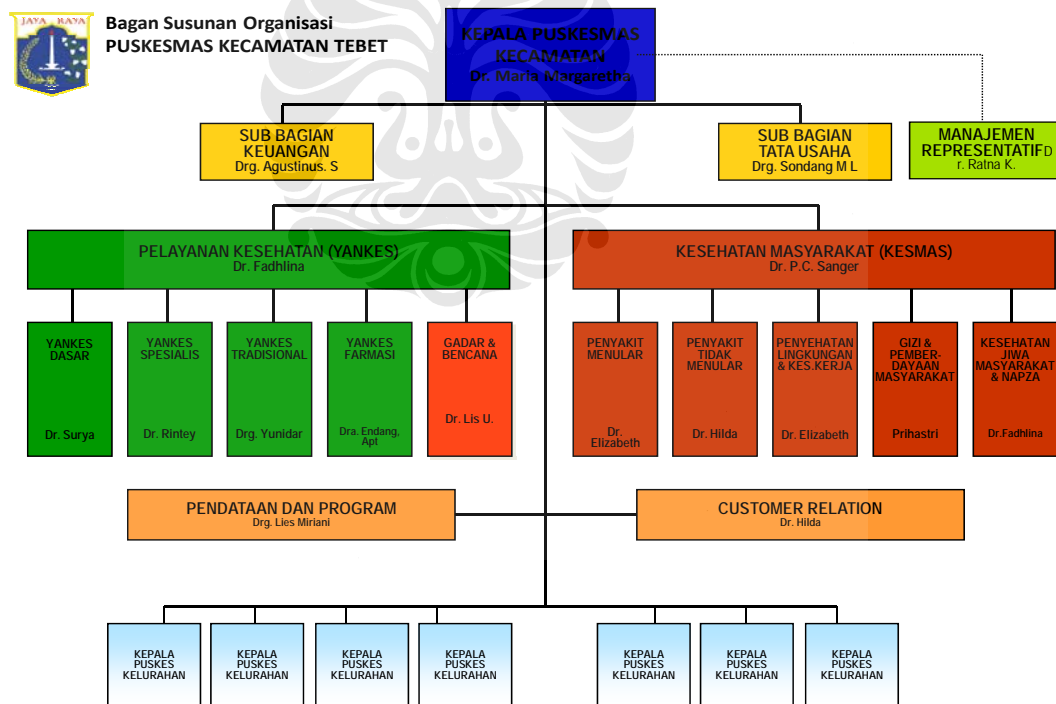 JAYA RAYA
Bagan Susunan Organisasi
PUSKESMAS KECAMATAN TEBET
KEPALA PUSKESMAS
KECAMATAN
Dr. Maria Margaretha
SUB BAGIAN
KEUANGAN
Drg. Agustinus. S
SUB BAGIAN
TATA USAHA
Drg. Sondang M L
MANAJEMEN
REPRESENTATIFD
r. Ratna K.
PELAYANAN KESEHATAN (YANKES)
Dr. Fadhlina
KESEHATAN MASYARAKAT (KESMAS)
Dr. P.C. Sanger
YANKES
DASAR
Dr. Surya
YANKES
SPESIALIS
Dr. Rintey
YANKES
TRADISIONAL
Drg. Yunidar
YANKES
FARMASI
Dra. Endang,
Apt
GADAR &
BENCANA
Dr. Lis U.
PENYAKIT
MENULAR
Dr.
Elizabeth
PENYAKIT
TIDAK
MENULAR
Dr. Hilda
PENYEHATAN
LINGKUNGAN
& KES.KERJA
Dr. Elizabeth
GIZI &
PEMBER-
DAYAAN
MASYARAKAT
Prihastri
KESEHATAN
JIWA
MASYARAKAT
& NAPZA
Dr.Fadhlina
PENDATAAN DAN PROGRAM
Drg. Lies Miriani
CUSTOMER RELATION
Dr. Hilda
KEPALA
PUSKES
KELURAHAN
KEPALA
PUSKES
KELURAHAN
KEPALA
PUSKES
KELURAHAN
KEPALA
PUSKES
KELURAHAN
KEPALA
PUSKES
KELURAHAN
KEPALA
PUSKES
KELURAHAN
KEPALA
PUSKES
KELURAHAN